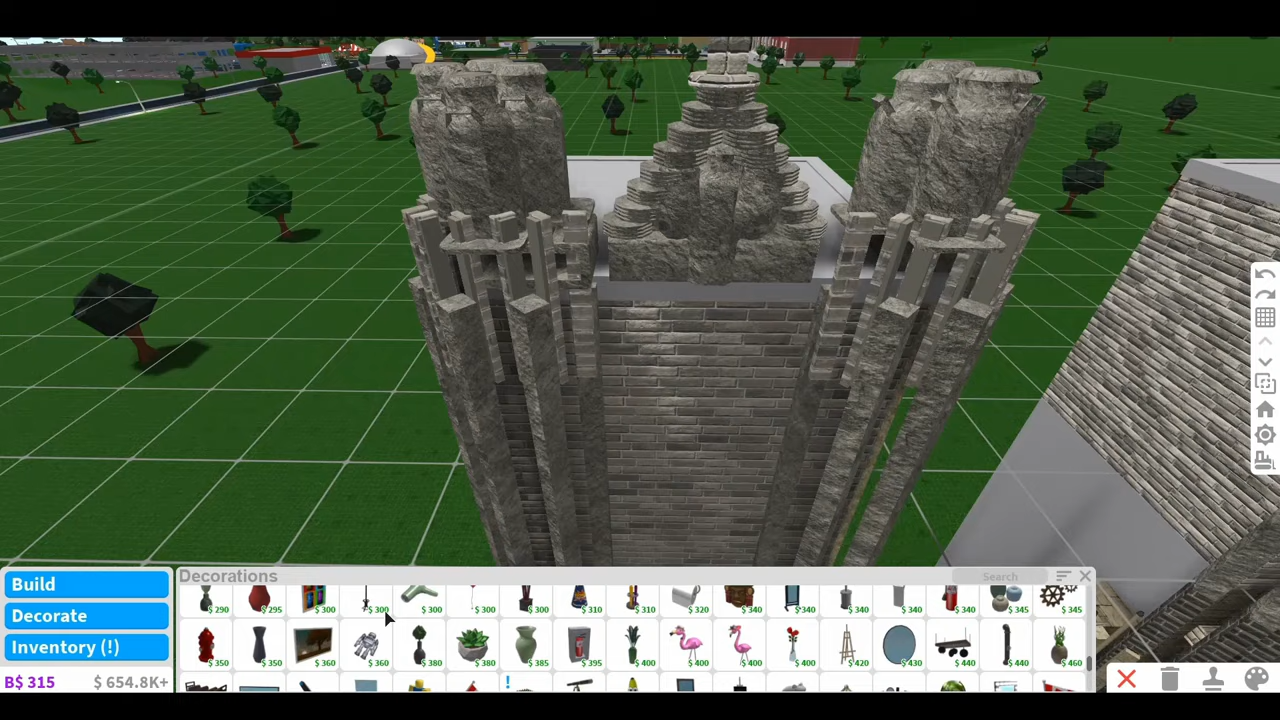 Decorations
Search
Build
Decorate
Inventory (!)
B$ 315 $ 654.8K+
$ 290 $ 295 $ 300 $ 300 $ 300 $ 300 $ 300 $ 310 $ 310 $ 320 $ 340 $ 340 $ 340 $ 340 $ 340 $ 345 $ 345
$ 350 $ 350 $ 360 $ 360 $ 380 $ 380 $ 385 $ 395 $ 400 $ 400 $ 400 $ 400 $ 420 $ 430 $ 440 $ 440 $ 460
!